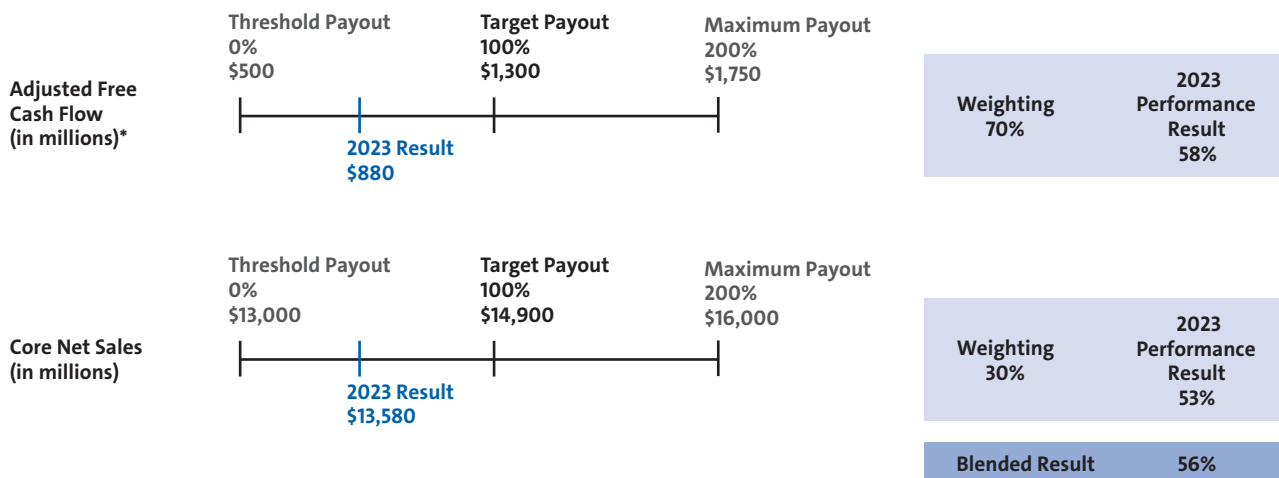 Adjusted Free
Cash Flow
(in millions)*
Threshold Payout
0%
$500
Target Payout
100%
$1,300
Maximum Payout
200%
$1,750
2023 Result
$880
Weighting
70%
2023
Performance
Result
58%
Core Net Sales
(in millions)
Threshold Payout
0%
$13,000
Target Payout
100%
$14,900
Maximum Payout
200%
$16,000
2023 Result
$13,580
Weighting
30%
2023
Performance
Result
53%
Blended Result 56%